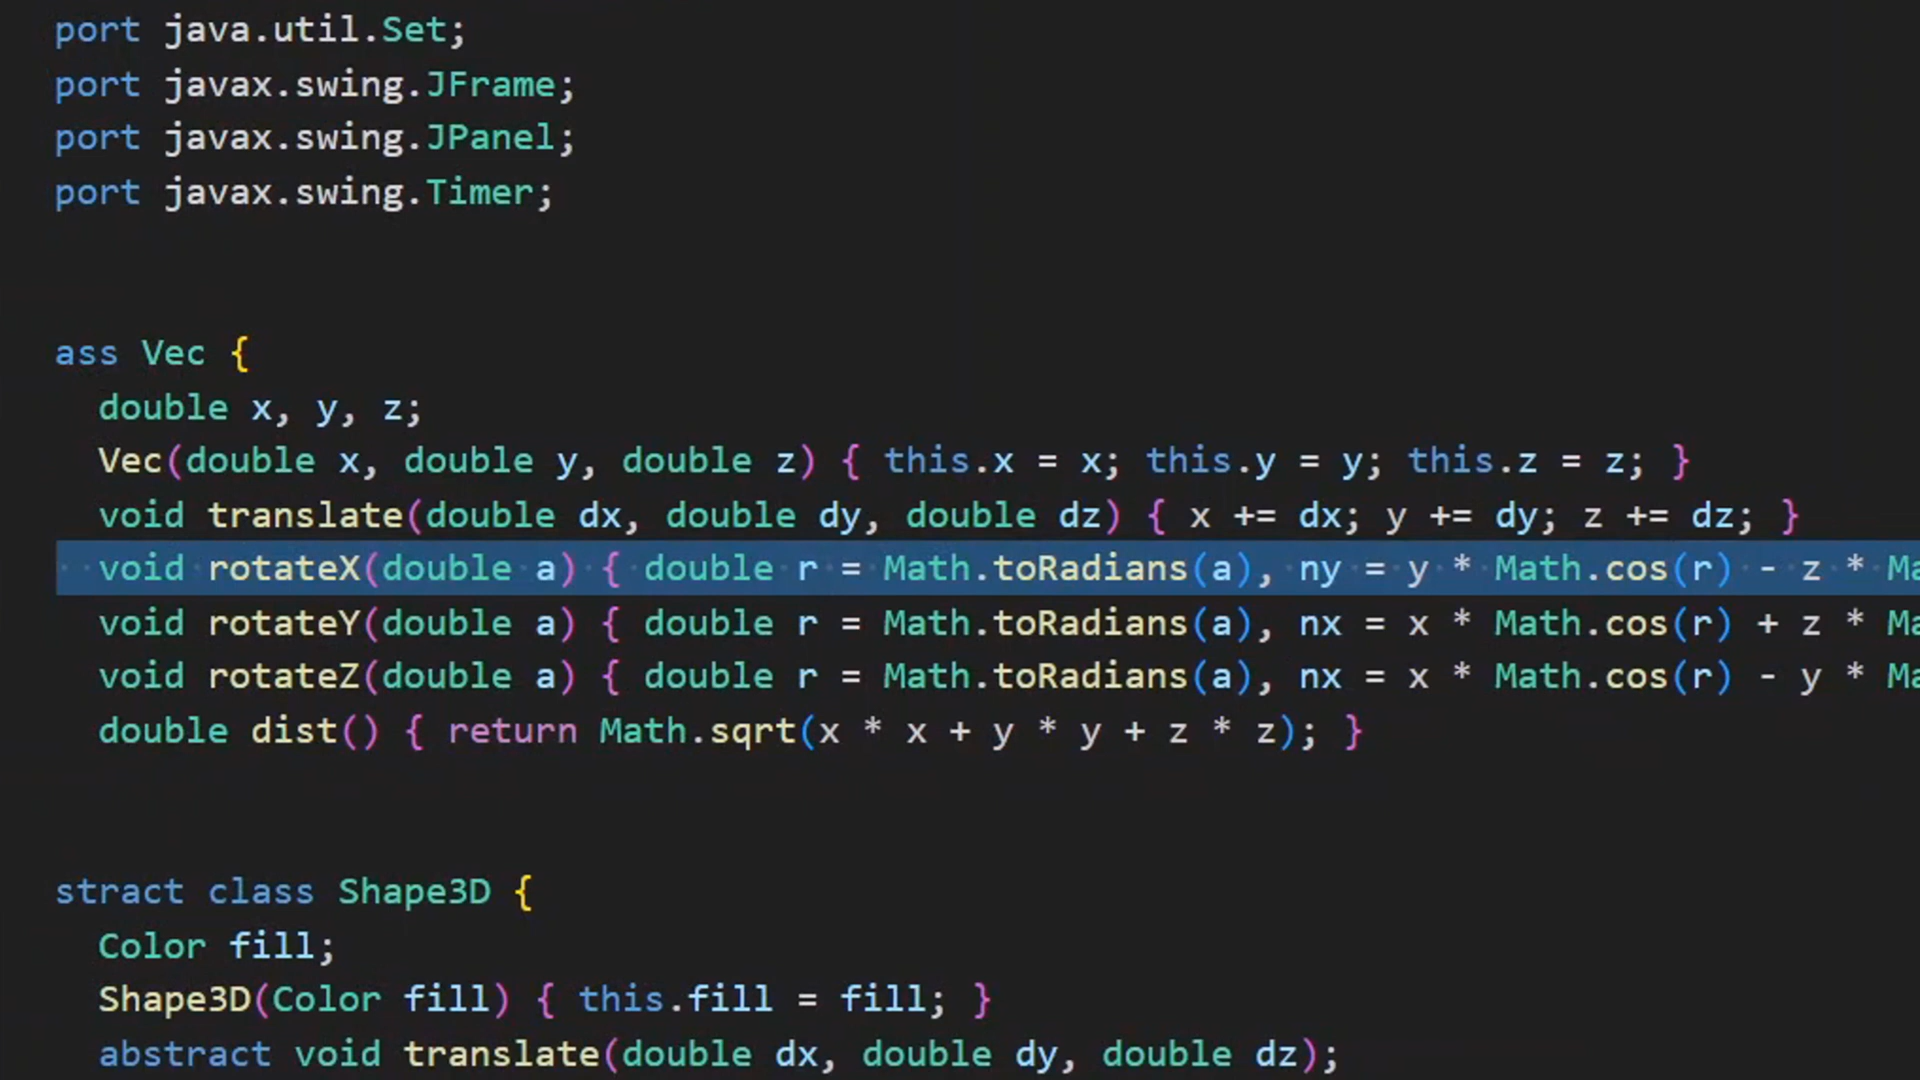 port java.util.Set;
port javax.swing.JFrame;
port javax.swing.JPanel;
port javax.swing.Timer;
ass Vec {
double x, y, z;
Vec(double x, double y, double z) { this.x = x; this.y = y; this.z = z; }
void translate(double dx, double dy, double dz) { x += dx; y += dy; z += dz; }
void rotateX(double a) { double r = Math.toRadians(a), ny = y * Math.cos(r) - z * Ma
void rotateY(double a) { double r = Math.toRadians(a), nx = x * Math.cos(r) + z * Ma
void rotateZ(double a) { double r = Math.toRadians(a), nx = x * Math.cos(r) - y * Ma
double dist() { return Math.sqrt(x * x + y * y + z * z); }
stract class Shape3D {
Color fill;
Shape3D(Color fill) { this.fill = fill; }
abstract void translate(double dx, double dy, double dz);